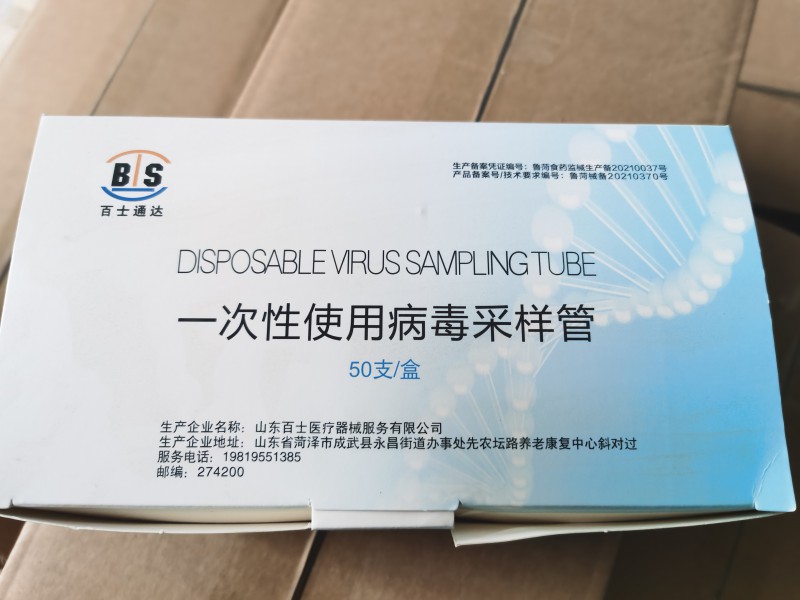 BTS
百士通达
生产备案凭证编号：鲁菏食药监械生产备20210037号
产品备案号/技术要求编号：鲁菏械备20210370号
DISPOSABLE VIRUS SAMPLING TUBE
一次性使用病毒采样管
50支/盒
生产企业名称：山东百士医疗器械服务有限公司
生产企业地址：山东省菏泽市成武县永昌街道办事处先农坛路养老康复中心斜对过
服务电话：19819551385
邮编：274200